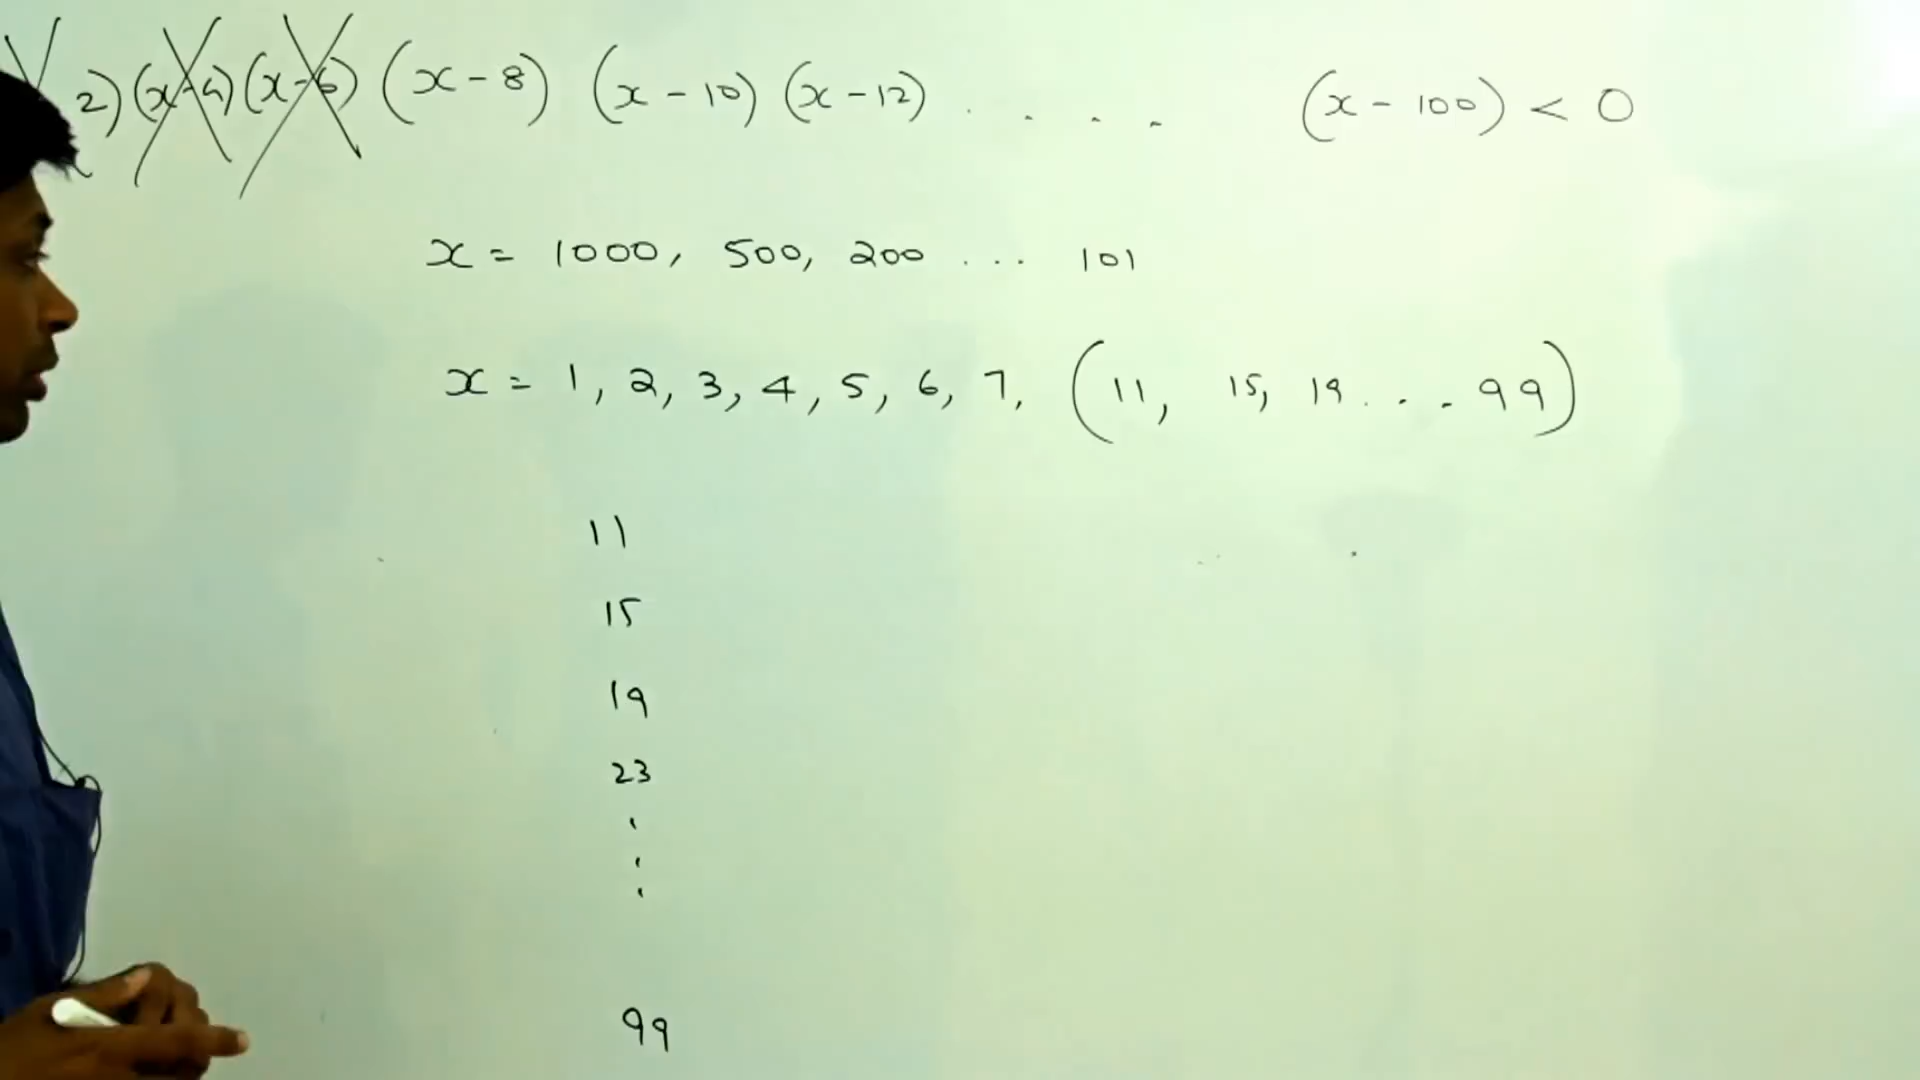 2)(x-4)(x-6)(x-8)(x-10)(x-12).... (x-100)<0
x = 1000, 500, 200 ... 101
x = 1, 2, 3, 4, 5, 6, 7, (11, 15, 19 ... 99)
11
15
19
23
.
.
.
99